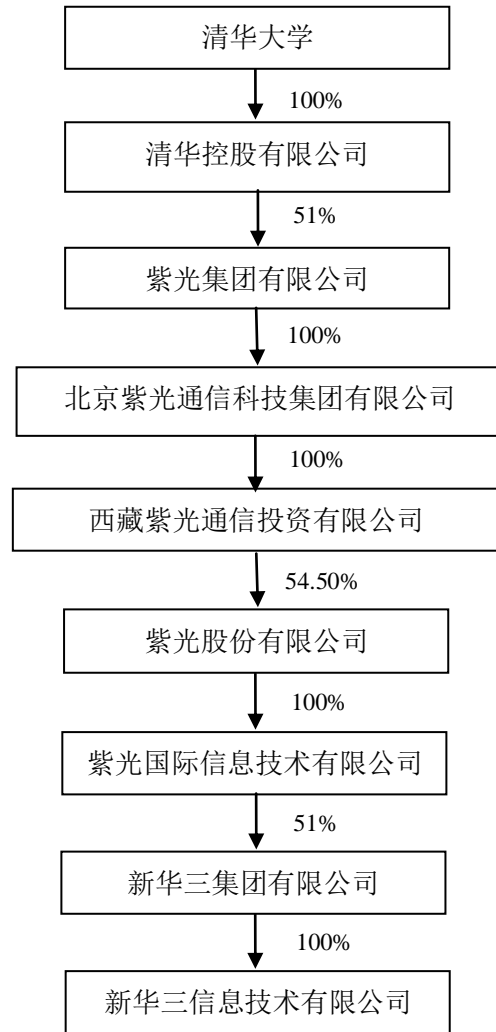 清华大学
100%
清华控股有限公司
51%
紫光集团有限公司
100%
北京紫光通信科技集团有限公司
100%
西藏紫光通信投资有限公司
54.50%
紫光股份有限公司
100%
紫光国际信息技术有限公司
51%
新华三集团有限公司
100%
新华三信息技术有限公司